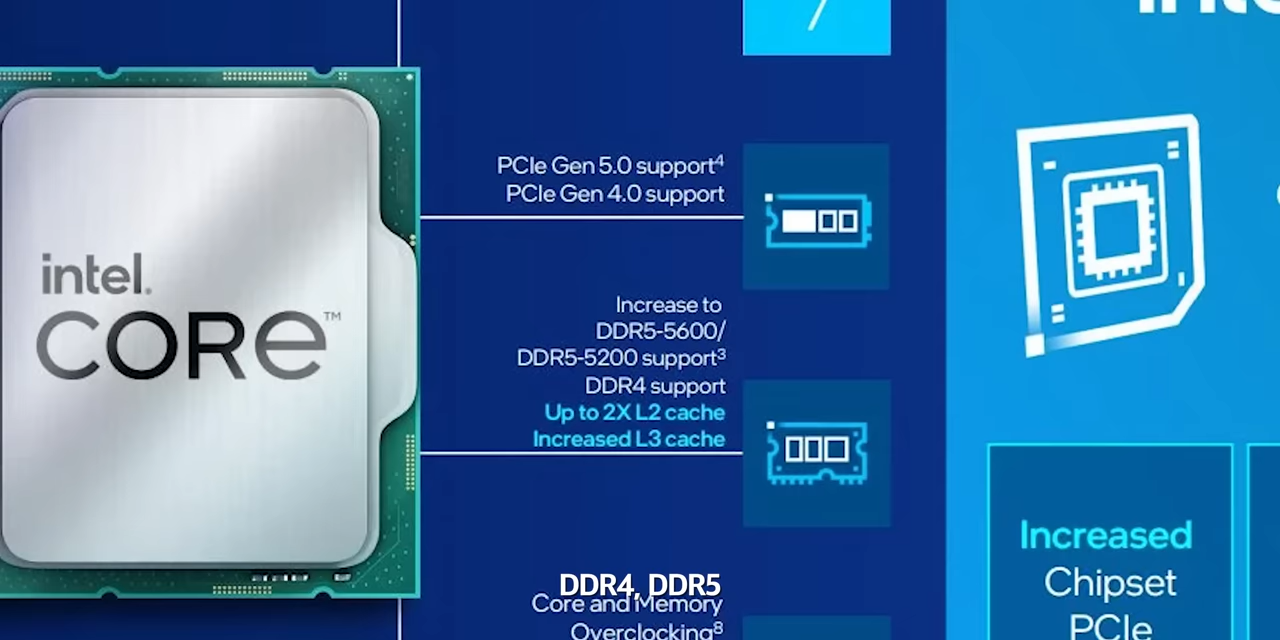 intel.
CORE™
PCIe Gen 5.0 support⁴
PCIe Gen 4.0 support
Increase to
DDR5-5600/
DDR5-5200 support³
DDR4 support
Up to 2X L2 cache
Increased L3 cache
DDR4, DDR5
Core and Memory
Overclocking⁸
Increased
Chipset
PCIe